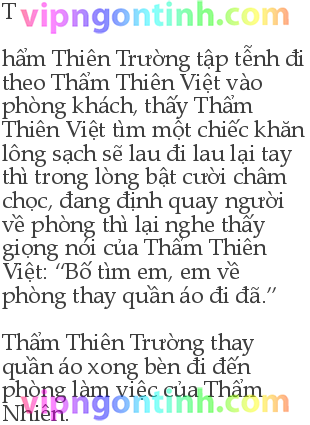 vipngontinh.com
T
hẩm Thiên Trường tập tễnh đi
theo Thẩm Thiên Việt vào
phòng khách, thấy Thẩm
Thiên Việt tìm một chiếc khăn
lông sạch sẽ lau đi lau lại tay
thì trong lòng bật cười châm
chọc, đang định quay người
về phòng thì lại nghe thấy
giọng nói của Thẩm Thiên
Việt: “Bố tìm em, em về
phòng thay quần áo đi đã.”
Thẩm Thiên Trường thay
quần áo xong bèn đi đến
phòng làm việc của Thẩm
Nhiên.
vipngontinh.com